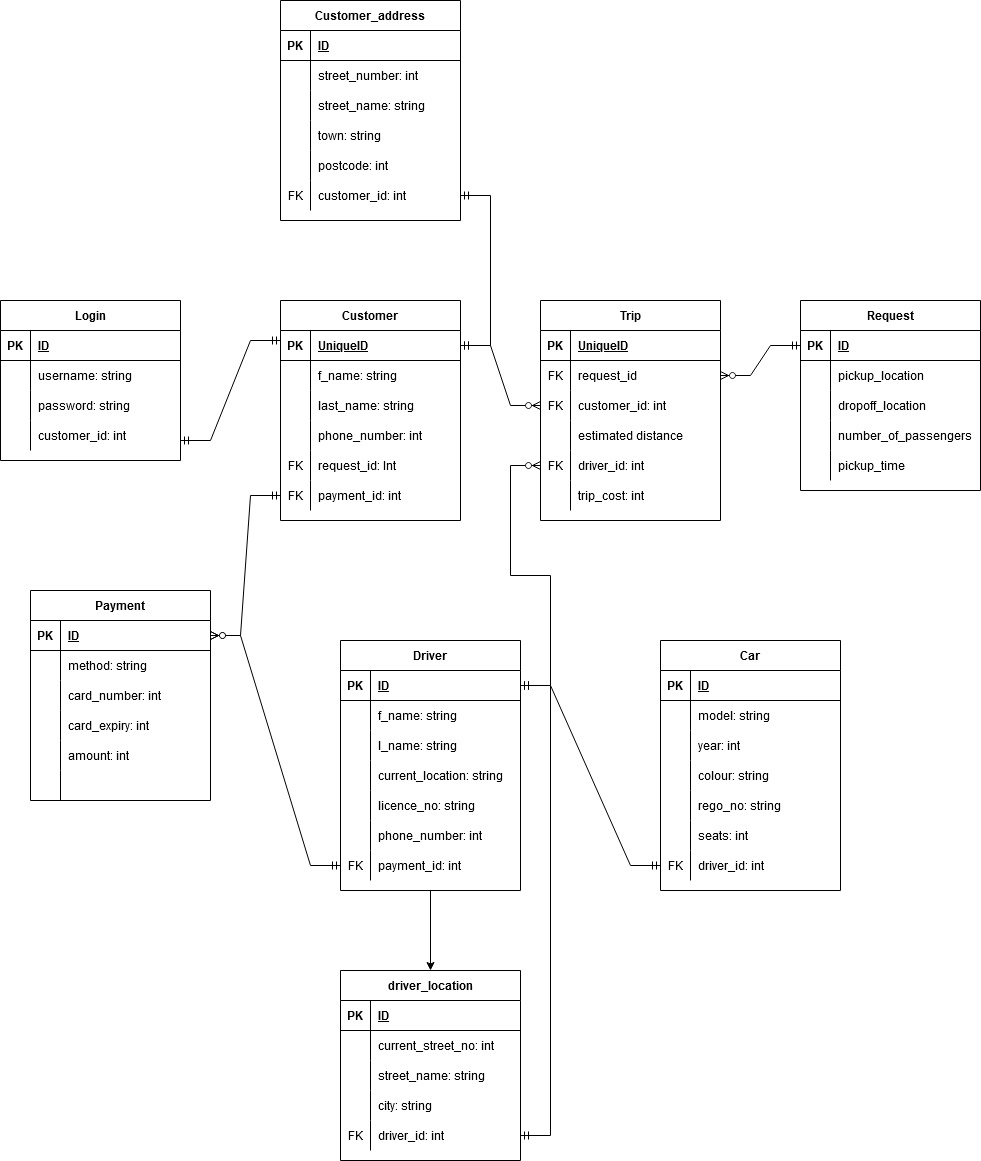 Customer_address
PK ID
street_number: int
street_name: string
town: string
postcode: int
FK customer_id: int
Login
PK ID
username: string
password: string
customer_id: int
Customer
PK UniqueID
f_name: string
last_name: string
phone_number: int
FK request_id: Int
FK payment_id: int
Trip
PK UniqueID
FK request_id
FK customer_id: int
estimated distance
FK driver_id: int
trip_cost: int
Request
PK ID
pickup_location
dropoff_location
number_of_passengers
pickup_time
Payment
PK ID
method: string
card_number: int
card_expiry: int
amount: int
Driver
PK ID
f_name: string
l_name: string
current_location: string
licence_no: string
phone_number: int
FK payment_id: int
Car
PK ID
model: string
year: int
colour: string
rego_no: string
seats: int
FK driver_id: int
driver_location
PK ID
current_street_no: int
street_name: string
city: string
FK driver_id: int